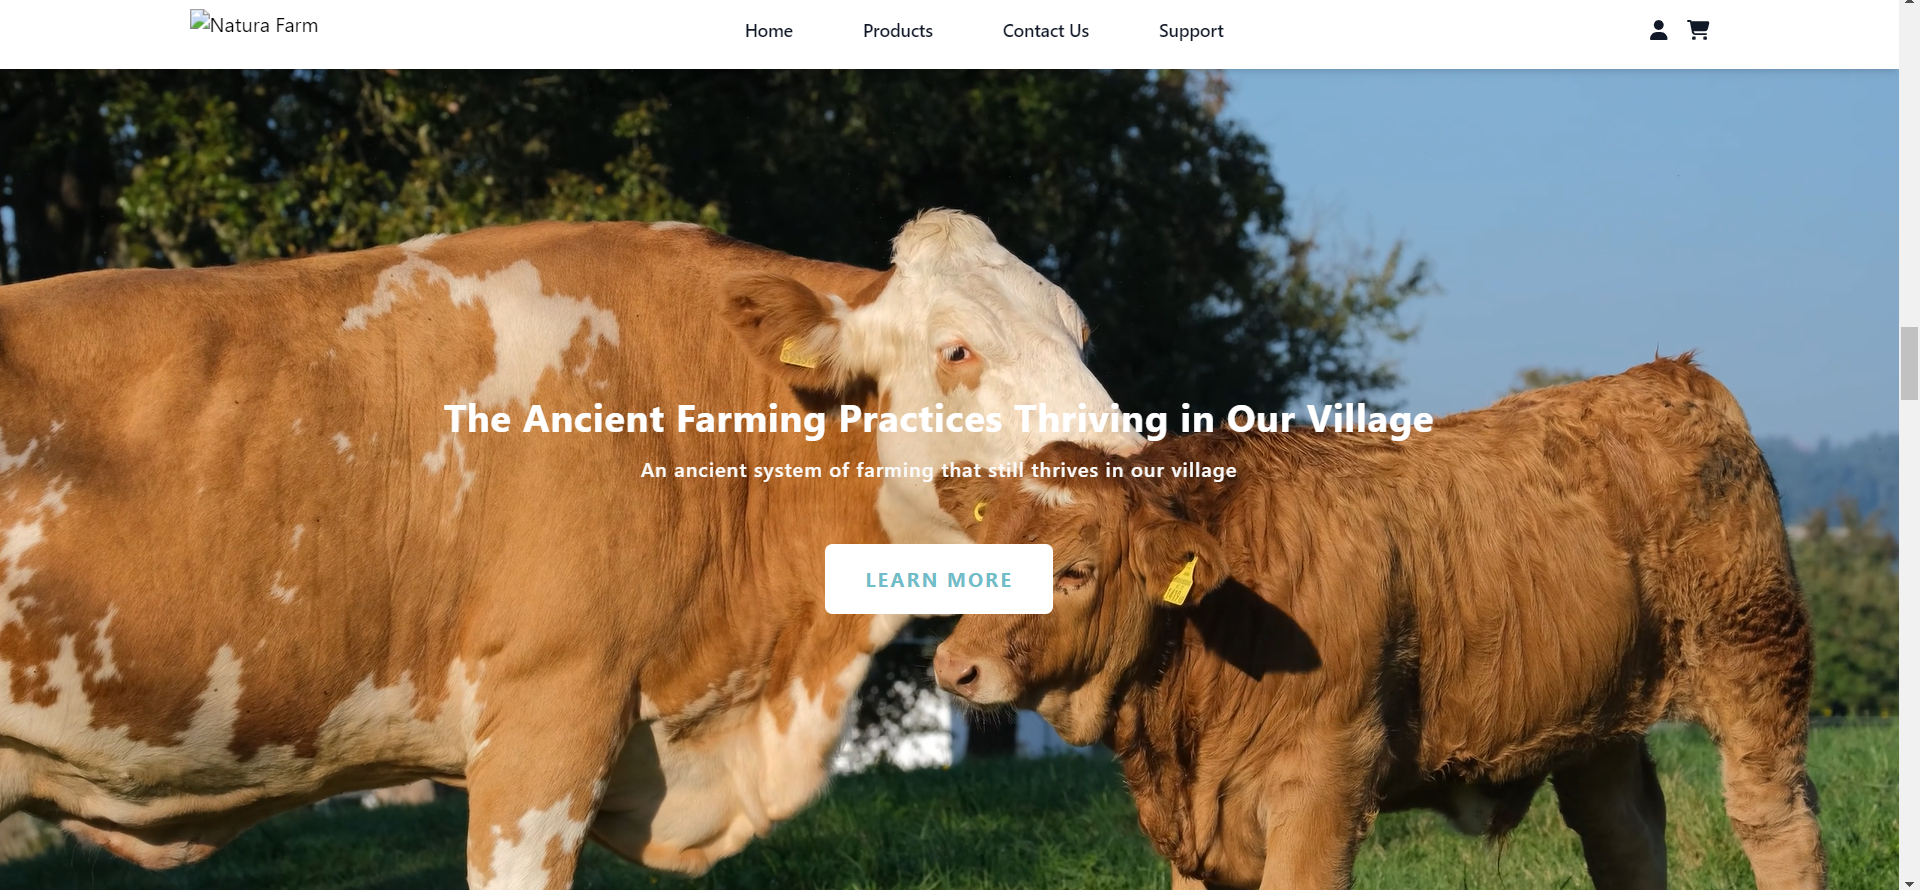 Natura Farm
Home Products Contact Us Support
The Ancient Farming Practices Thriving in Our Village
An ancient system of farming that still thrives in our village
LEARN MORE